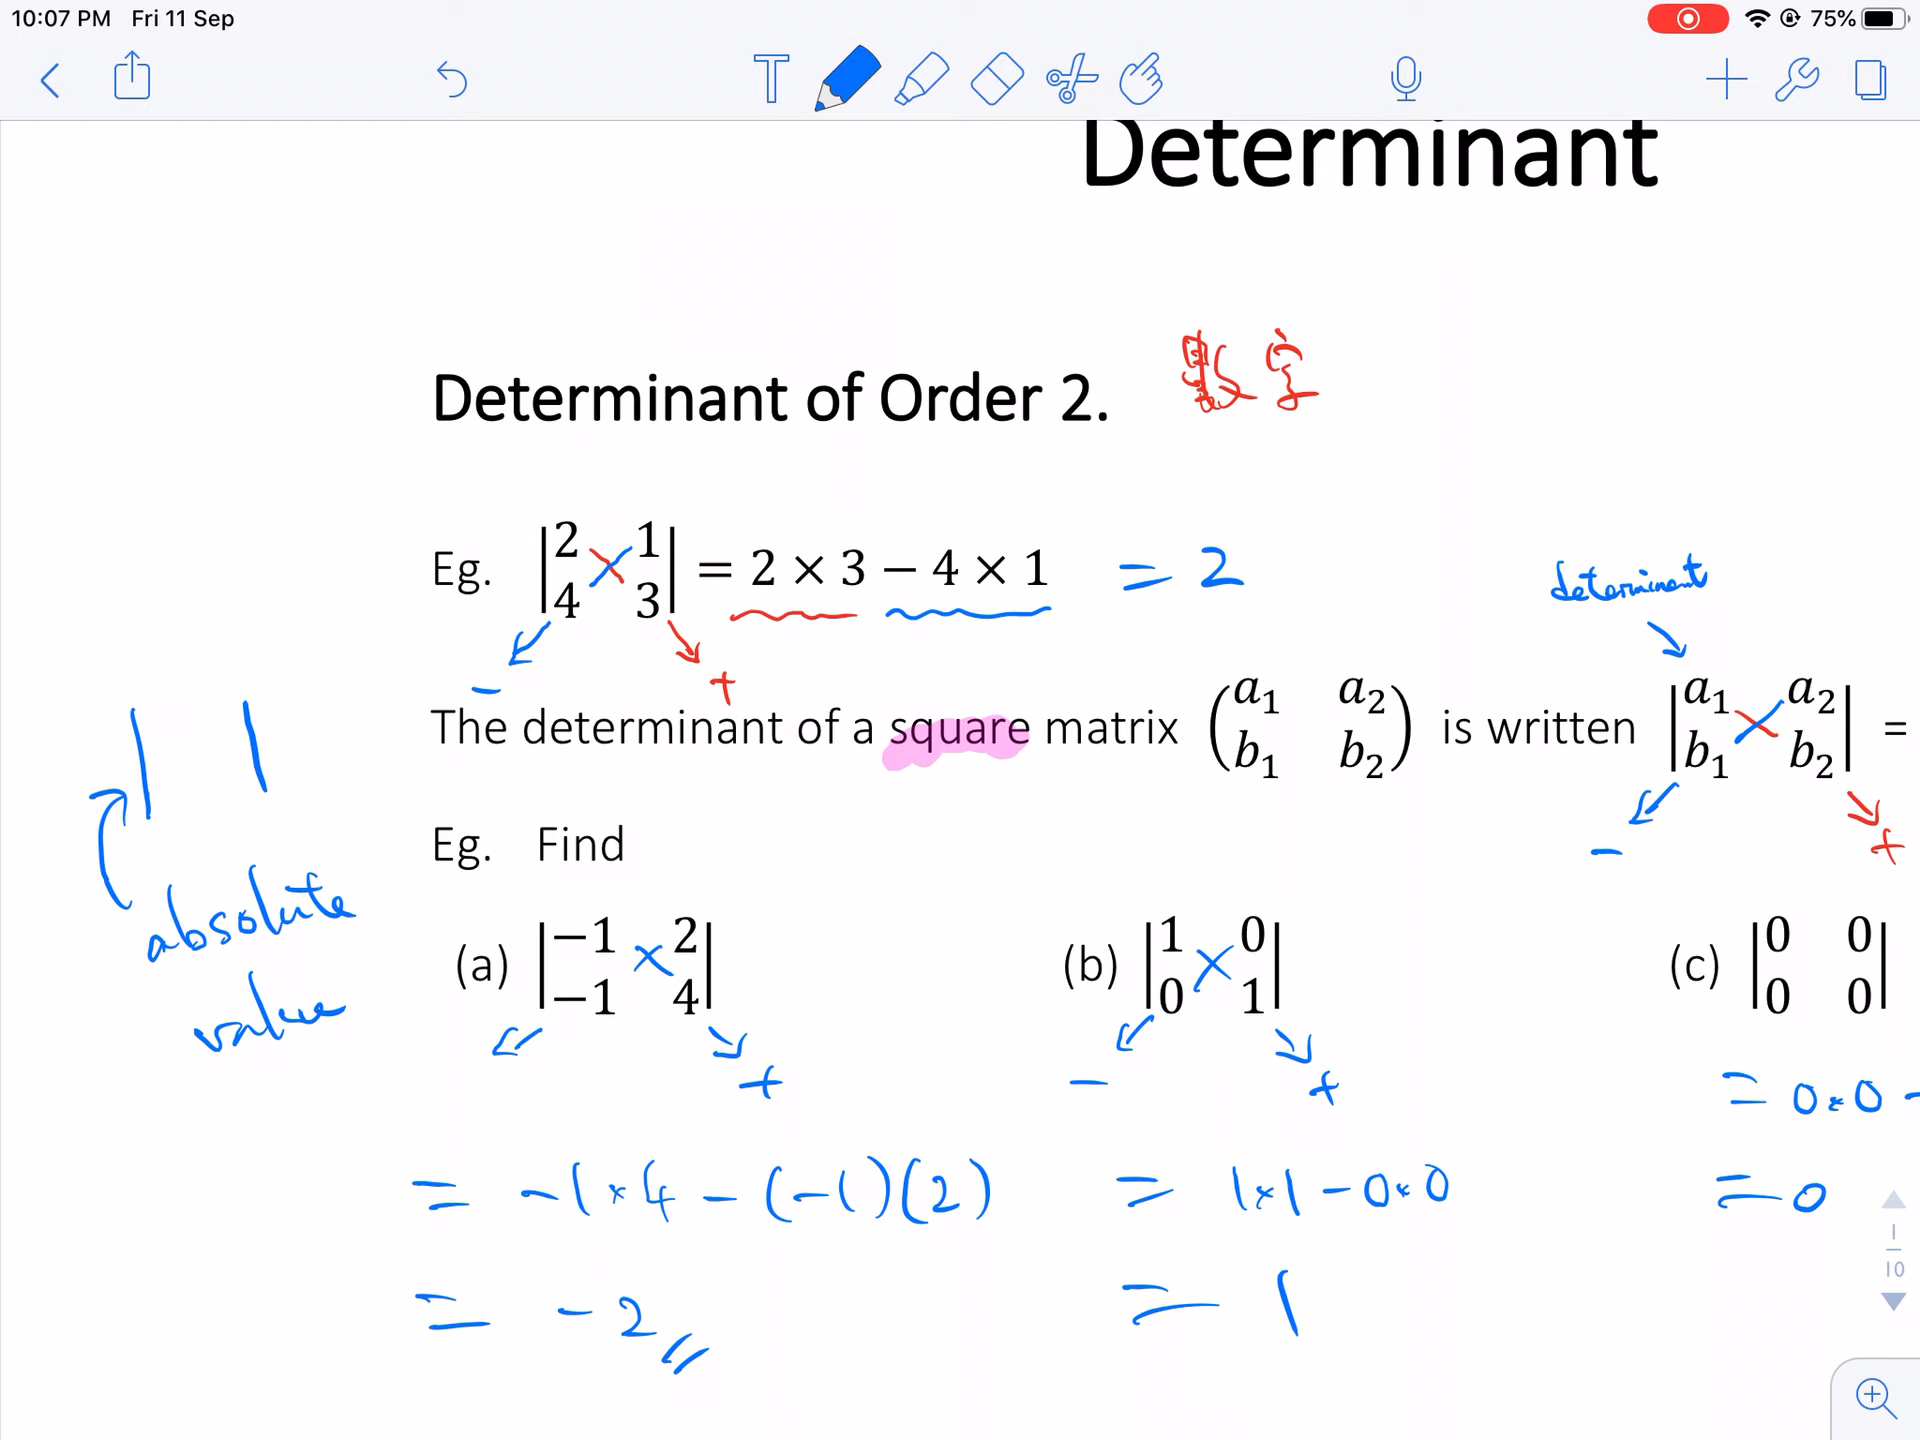 10:07 PM Fri 11 Sep 75%
T
Determinant
Determinant of Order 2. 數字
Eg. |2 1; 4 3| = 2 × 3 − 4 × 1 = 2
determinant
− +
The determinant of a square matrix (a₁ a₂; b₁ b₂) is written |a₁ a₂; b₁ b₂| =
− +
Eg. Find
absolute
value
(a) |−1 2; −1 4| (b) |1 0; 0 1| (c) |0 0; 0 0|
+ − +
= 0×0 -
= -1×4 - (-1)(2) = 1×1 - 0×0 = 0
= -2 = 1
1
10